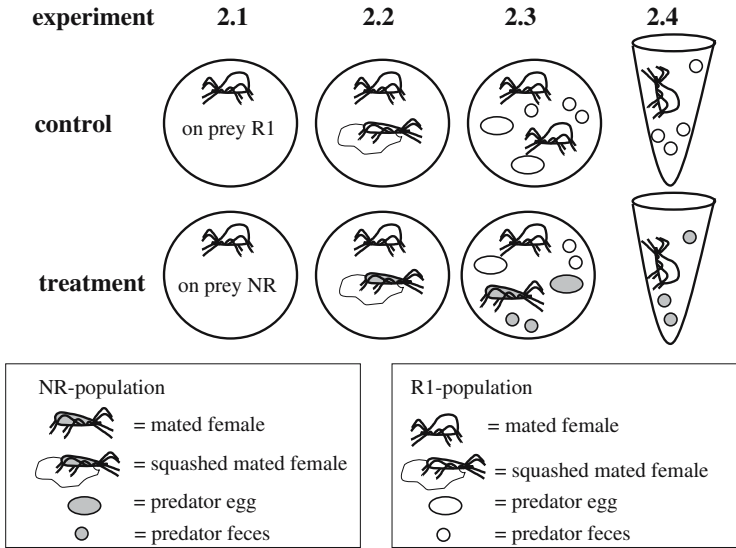 experiment 2.1 2.2 2.3 2.4
control
on prey R1
treatment
on prey NR
NR-population
= mated female
= squashed mated female
= predator egg
= predator feces
R1-population
= mated female
= squashed mated female
= predator egg
= predator feces